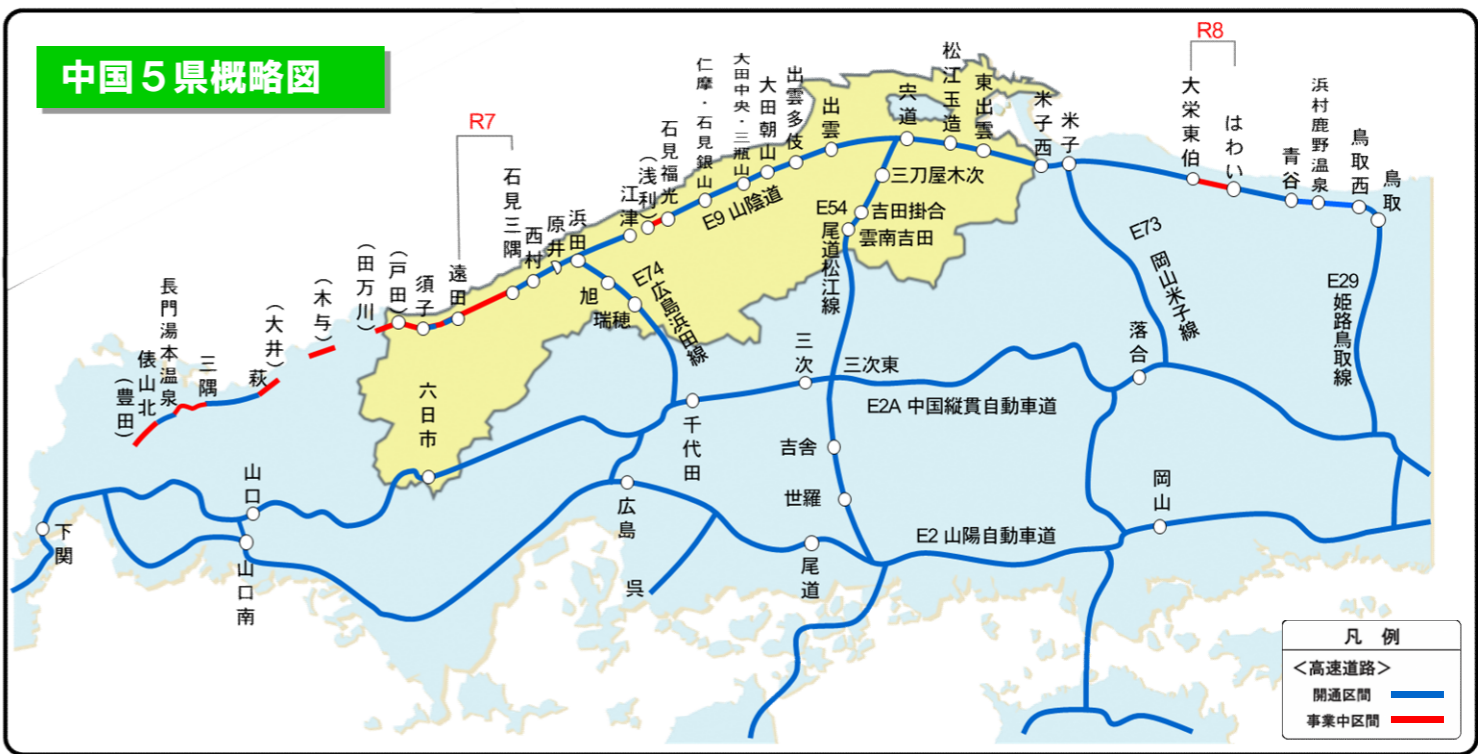 中国５県概略図
R7
R8
（豊田）
俵山北
長門湯本温泉
三隅
萩
（大井）
（木与）
（田万川）
（戸田）
須子
遠田
石見三隅
西村
原井
浜田
江津
（浅利）
石見福光
仁摩・石見銀山
大田中央・三瓶山
大田朝山
出雲多伎
出雲
宍道
松江玉造
東出雲
米子西
米子
大栄東伯
はわい
青谷
浜村鹿野温泉
鳥取西
鳥取
E9 山陰道
三刀屋木次
吉田掛合
雲南吉田
E54
尾道松江線
E74
広島浜田線
旭
瑞穂
E73
岡山米子線
E29
姫路鳥取線
六日市
三次
三次東
落合
E2A 中国縦貫自動車道
千代田
吉舎
世羅
山口
広島
岡山
E2 山陽自動車道
下関
山口南
呉
尾道
凡 例
＜高速道路＞
開通区間
事業中区間